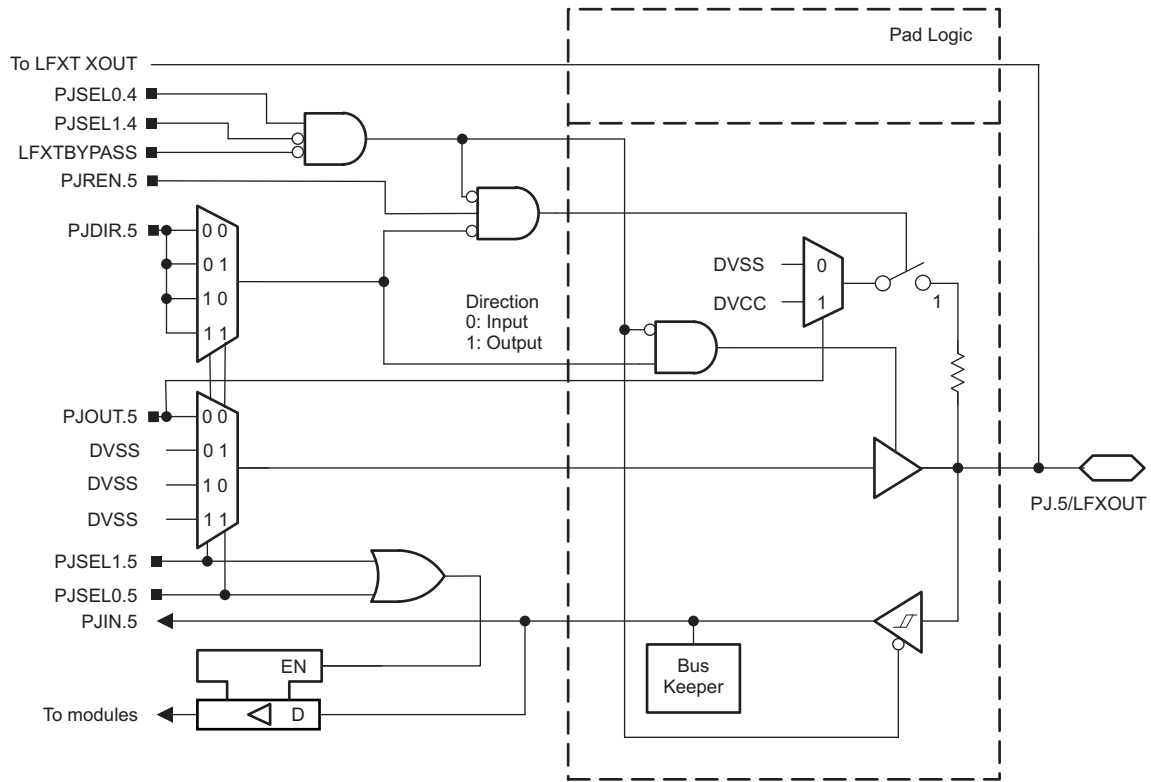 Pad Logic
To LFXT XOUT
PJSEL0.4
PJSEL1.4
LFXTBYPASS
PJREN.5
PJDIR.5
0 0
0 1
1 0
1 1
Direction
0: Input
1: Output
DVSS
0
DVCC
1
1
PJOUT.5
0 0
DVSS
0 1
DVSS
1 0
DVSS
1 1
PJ.5/LFXOUT
PJSEL1.5
PJSEL0.5
PJIN.5
EN
Bus
Keeper
To modules
D